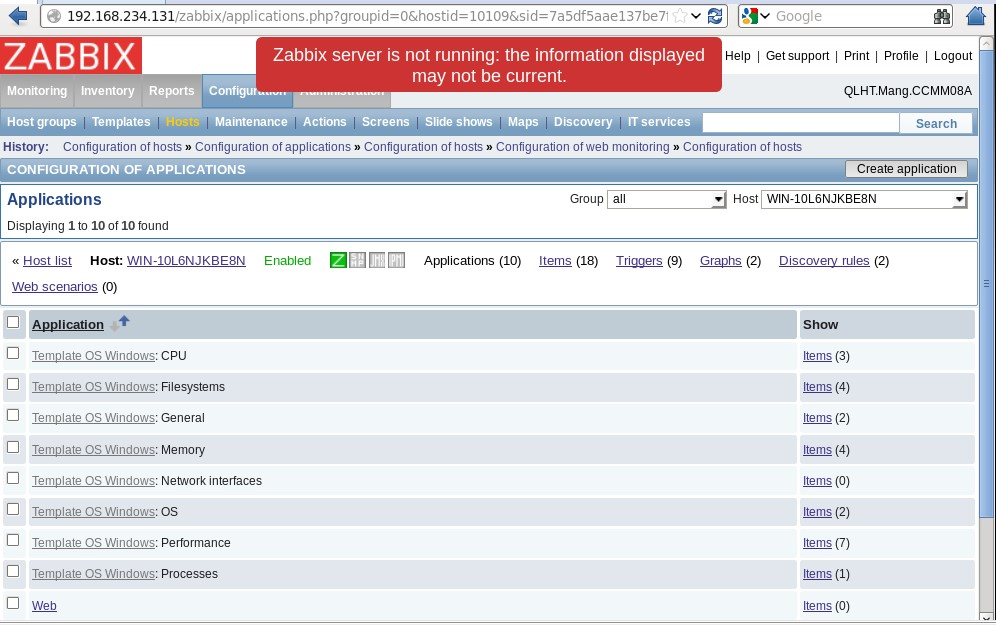 192.168.234.131/zabbix/applications.php?groupid=0&hostid=10109&sid=7a5df5aae137be7
Google
ZABBIX
Zabbix server is not running: the information displayed
may not be current.
Help | Get support | Print | Profile | Logout
Monitoring Inventory Reports Configuration Administration
QLHT.Mang.CCMM08A
Host groups | Templates | Hosts | Maintenance | Actions | Screens | Slide shows | Maps | Discovery | IT services
Search
History: Configuration of hosts » Configuration of applications » Configuration of hosts » Configuration of web monitoring » Configuration of hosts
CONFIGURATION OF APPLICATIONS
Create application
Applications
Group all Host WIN-10L6NJKBE8N
Displaying 1 to 10 of 10 found
« Host list Host: WIN-10L6NJKBE8N Enabled Z SNMP JMX IPMI Applications (10) Items (18) Triggers (9) Graphs (2) Discovery rules (2)
Web scenarios (0)
Application Show
Template OS Windows: CPU Items (3)
Template OS Windows: Filesystems Items (4)
Template OS Windows: General Items (2)
Template OS Windows: Memory Items (4)
Template OS Windows: Network interfaces Items (0)
Template OS Windows: OS Items (2)
Template OS Windows: Performance Items (7)
Template OS Windows: Processes Items (1)
Web Items (0)